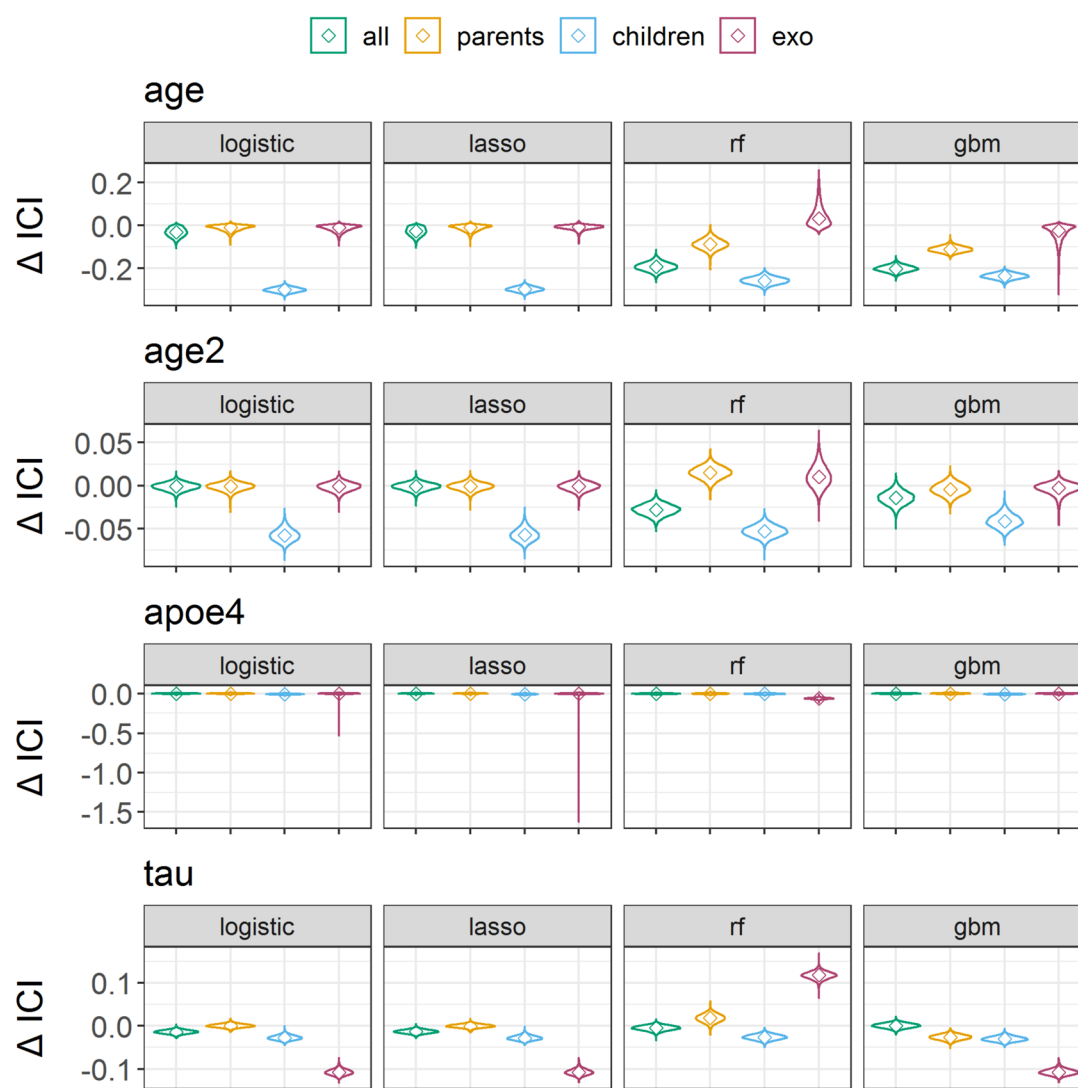 all parents children exo
age
logistic lasso rf gbm
Δ ICI
0.2
0.0
-0.2
age2
logistic lasso rf gbm
Δ ICI
0.05
0.00
-0.05
apoe4
logistic lasso rf gbm
Δ ICI
0.0
-0.5
-1.0
-1.5
tau
logistic lasso rf gbm
Δ ICI
0.1
0.0
-0.1